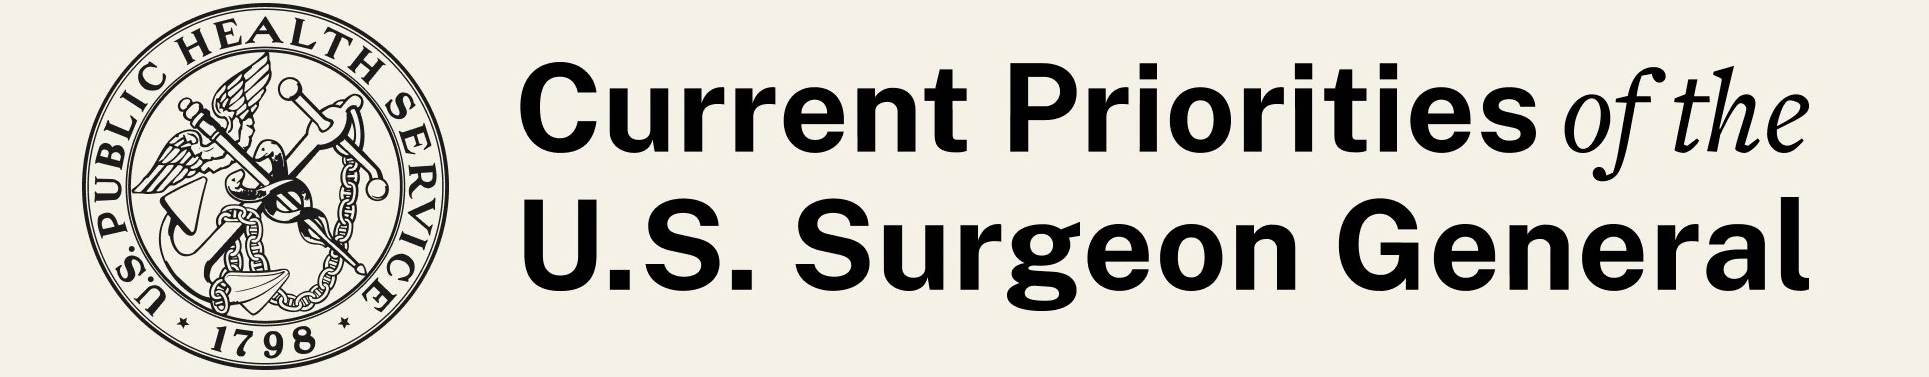 U.S. PUBLIC HEALTH SERVICE
1798
Current Priorities of the
U.S. Surgeon General